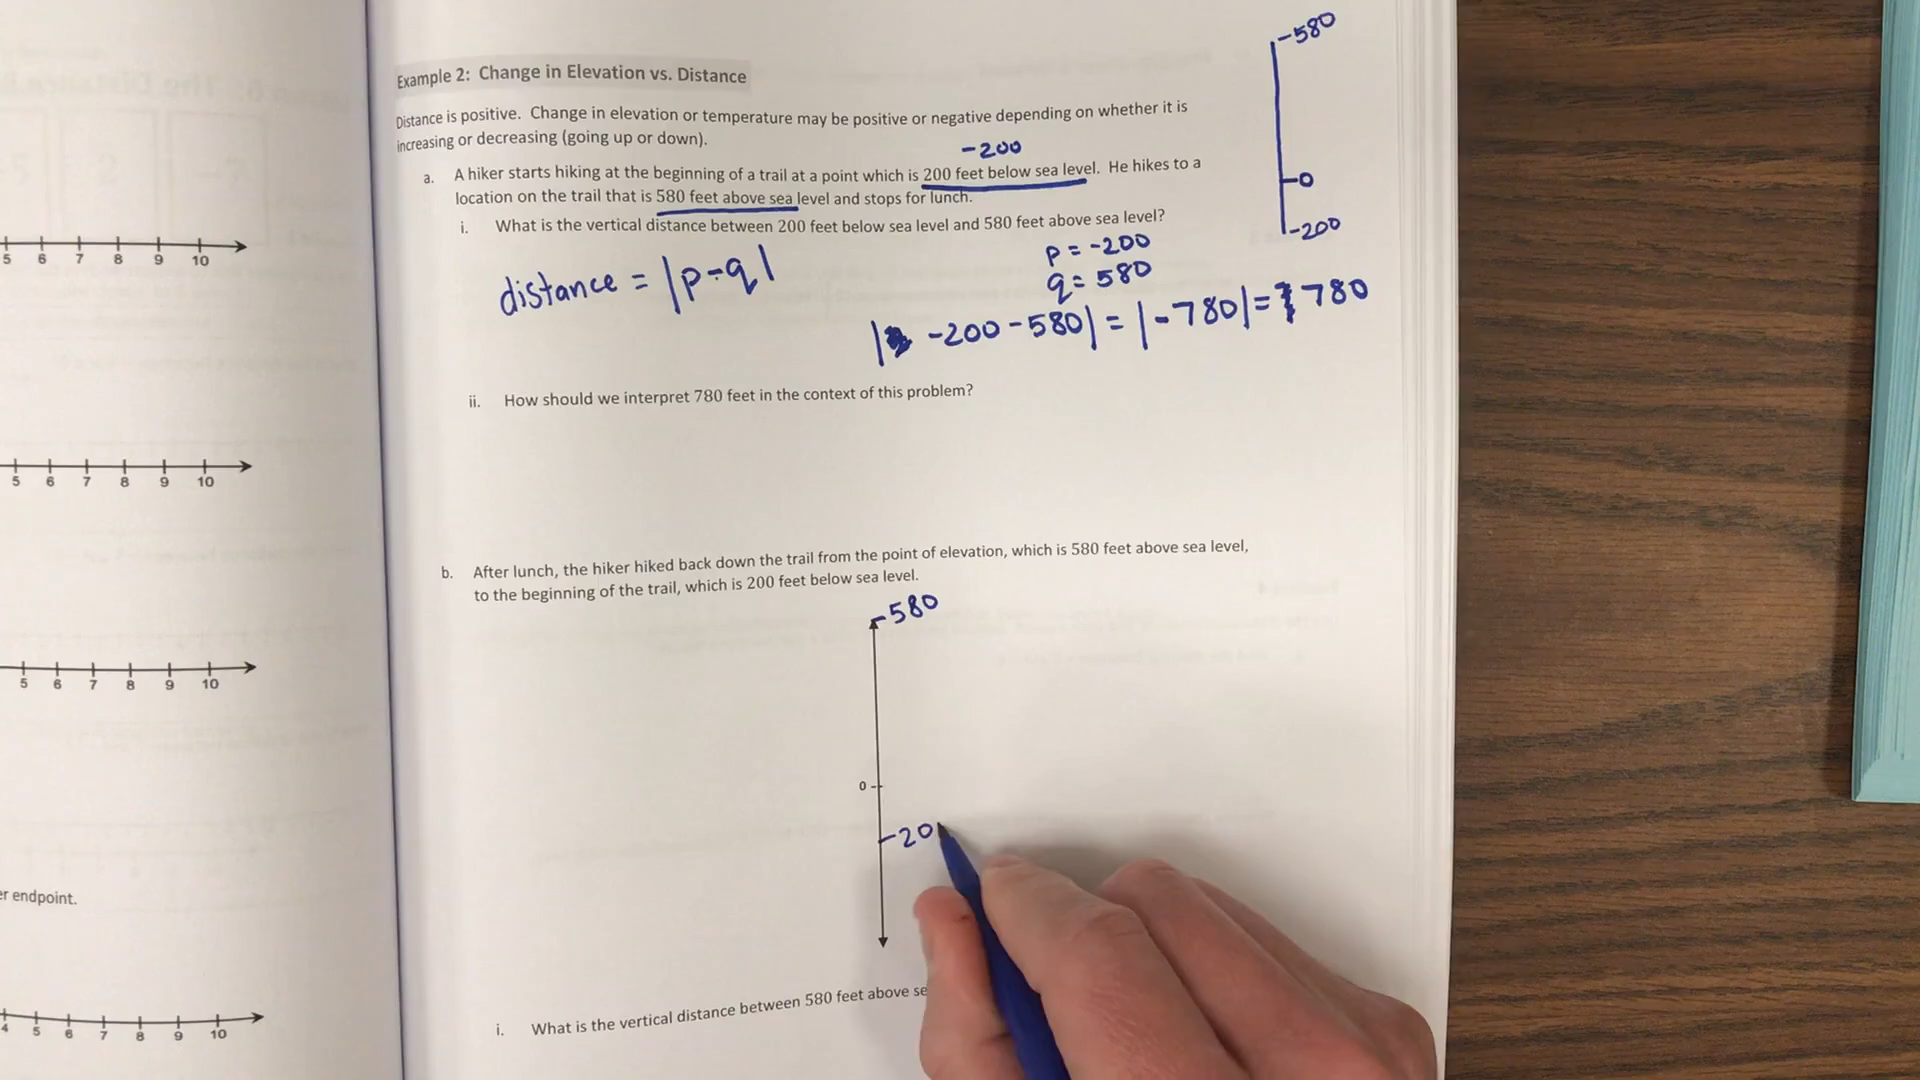 5 6 7 8 9 10
5 6 7 8 9 10
5 6 7 8 9 10
er endpoint.
4 5 6 7 8 9 10
Example 2: Change in Elevation vs. Distance
Distance is positive. Change in elevation or temperature may be positive or negative depending on whether it is
increasing or decreasing (going up or down).
-200
a. A hiker starts hiking at the beginning of a trail at a point which is 200 feet below sea level. He hikes to a
location on the trail that is 580 feet above sea level and stops for lunch.
-580
0
-200
i. What is the vertical distance between 200 feet below sea level and 580 feet above sea level?
distance = |p-q|
p = -200
q = 580
| -200 -580| = |-780| = 780
ii. How should we interpret 780 feet in the context of this problem?
b. After lunch, the hiker hiked back down the trail from the point of elevation, which is 580 feet above sea level,
to the beginning of the trail, which is 200 feet below sea level.
-580
0
-20
i. What is the vertical distance between 580 feet above se